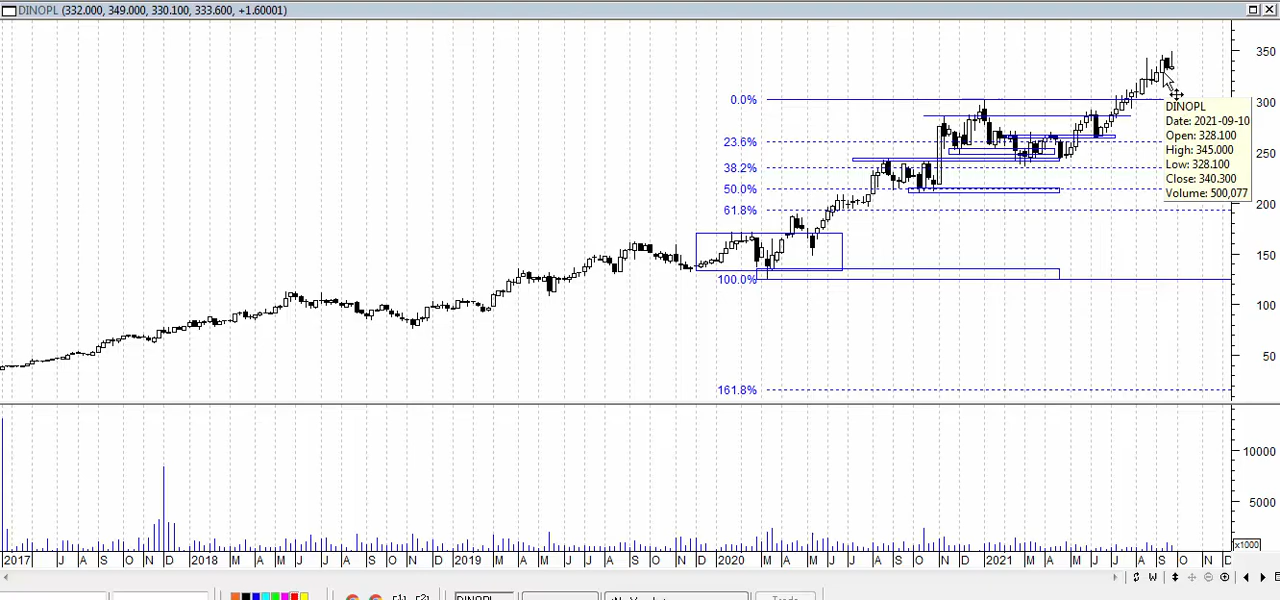 DINOPL (332.000, 349.000, 330.100, 333.600, +1.60001)
350
0.0%
300
DINOPL
Date: 2021-09-10
Open: 328.100
High: 345.000
Low: 328.100
Close: 340.300
Volume: 500,077
23.6%
250
38.2%
50.0%
200
61.8%
150
100.0%
100
50
161.8%
10000
5000
x1000
2017 M A M J J A S O N D 2018 M A M J J A S O N D 2019 M A M J J A S O N D 2020 M A M J J A S O N D 2021 M A M J J A S O N D
W
DINOPL
Trade